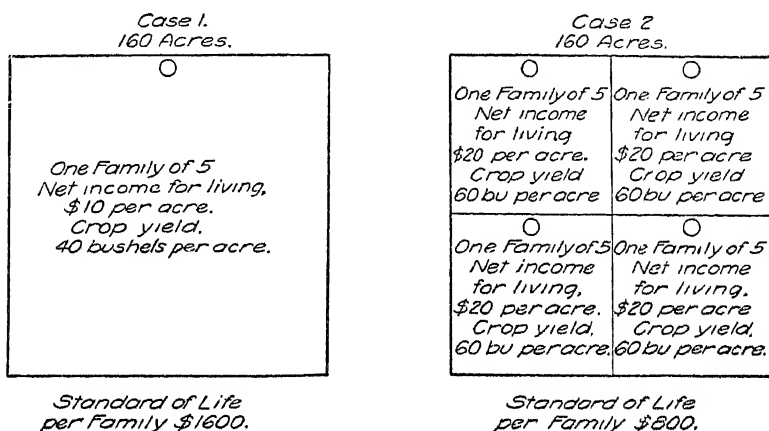 Case 1.
160 Acres.
One Family of 5
Net income for living,
$10 per acre.
Crop yield,
40 bushels per acre.
Standard of Life
per Family $1600.
Case 2
160 Acres.
One Family of 5
Net income
for living
$20 per acre.
Crop yield
60 bu per acre
One Family of 5
Net income
for living
$20 per acre
Crop yield
60 bu per acre
One Family of 5
Net income
for living,
$20 per acre.
Crop yield,
60 bu per acre.
One Family of 5
Net income
for living,
$20 per acre.
Crop yield,
60 bu per acre.
Standard of Life
per Family $800.